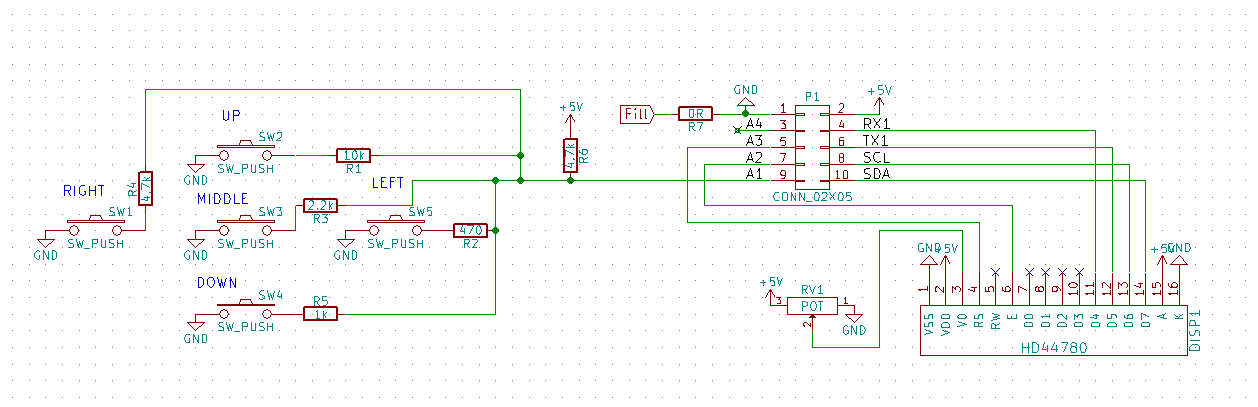 UP
SW2
SW_PUSH
GND
10k
R1
RIGHT
SW1
SW_PUSH
GND
R4
4.7k
MIDDLE
SW3
SW_PUSH
GND
2.2k
R3
LEFT
SW5
SW_PUSH
GND
470
R2
DOWN
SW4
SW_PUSH
GND
R5
1k
+5V
4.7k
R6
Fill
0R
R7
GND
P1
+5V
1 2
A4 3 4 RX1
A3 5 6 TX1
A2 7 8 SCL
A1 9 10 SDA
CONN_02X05
+5V
RV1
3 POT 1
2
GND
GND +5V +5V GND
1 2 3 4 5 6 7 8 9 10 11 12 13 14 15 16
VSS VDD VO RS RW E D0 D1 D2 D3 D4 D5 D6 D7 A K
HD44780
DISP1